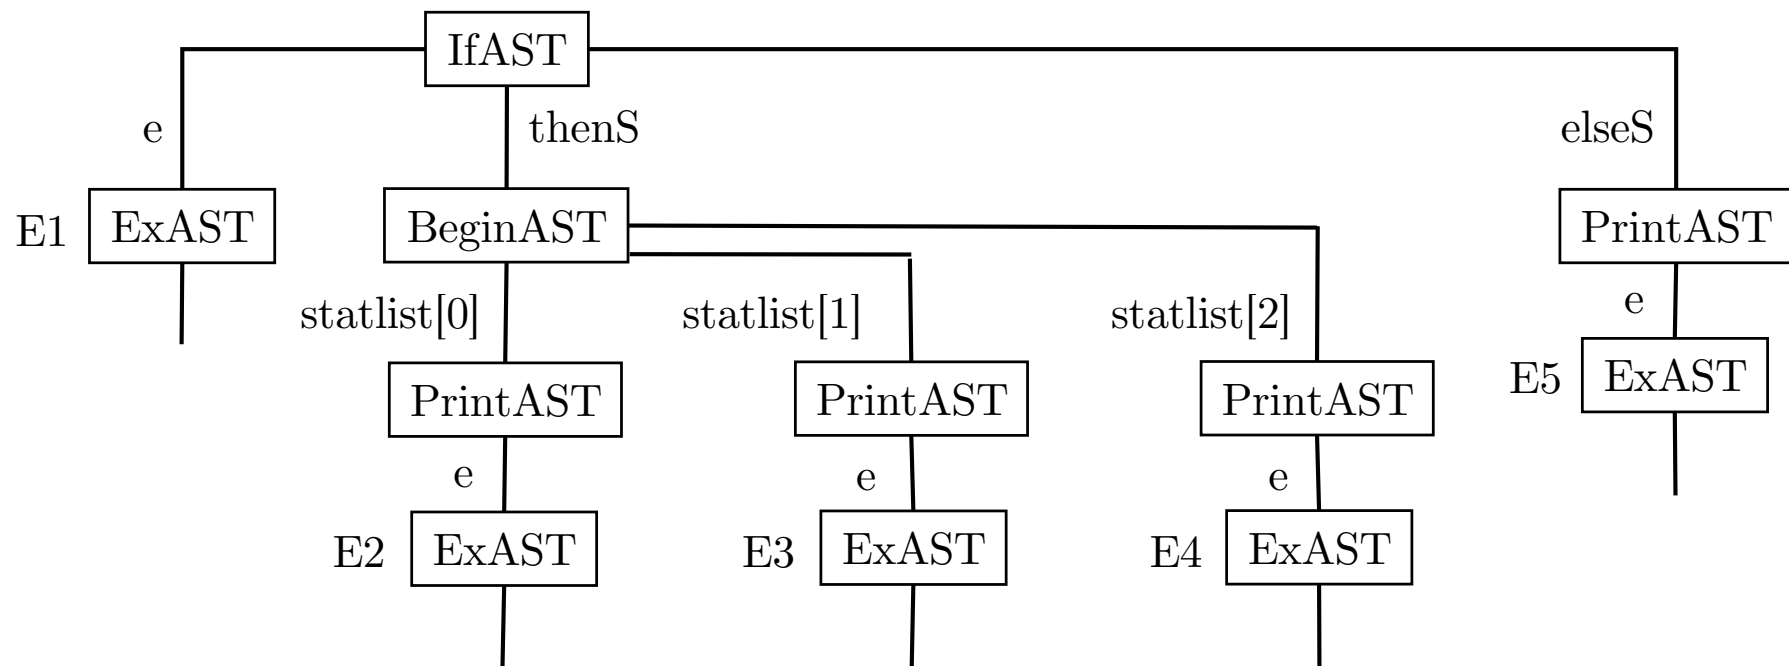 IfAST
e
thenS
elseS
E1
ExAST
BeginAST
PrintAST
statlist[0]
statlist[1]
statlist[2]
e
PrintAST
PrintAST
PrintAST
E5
ExAST
e
e
e
E2
ExAST
E3
ExAST
E4
ExAST